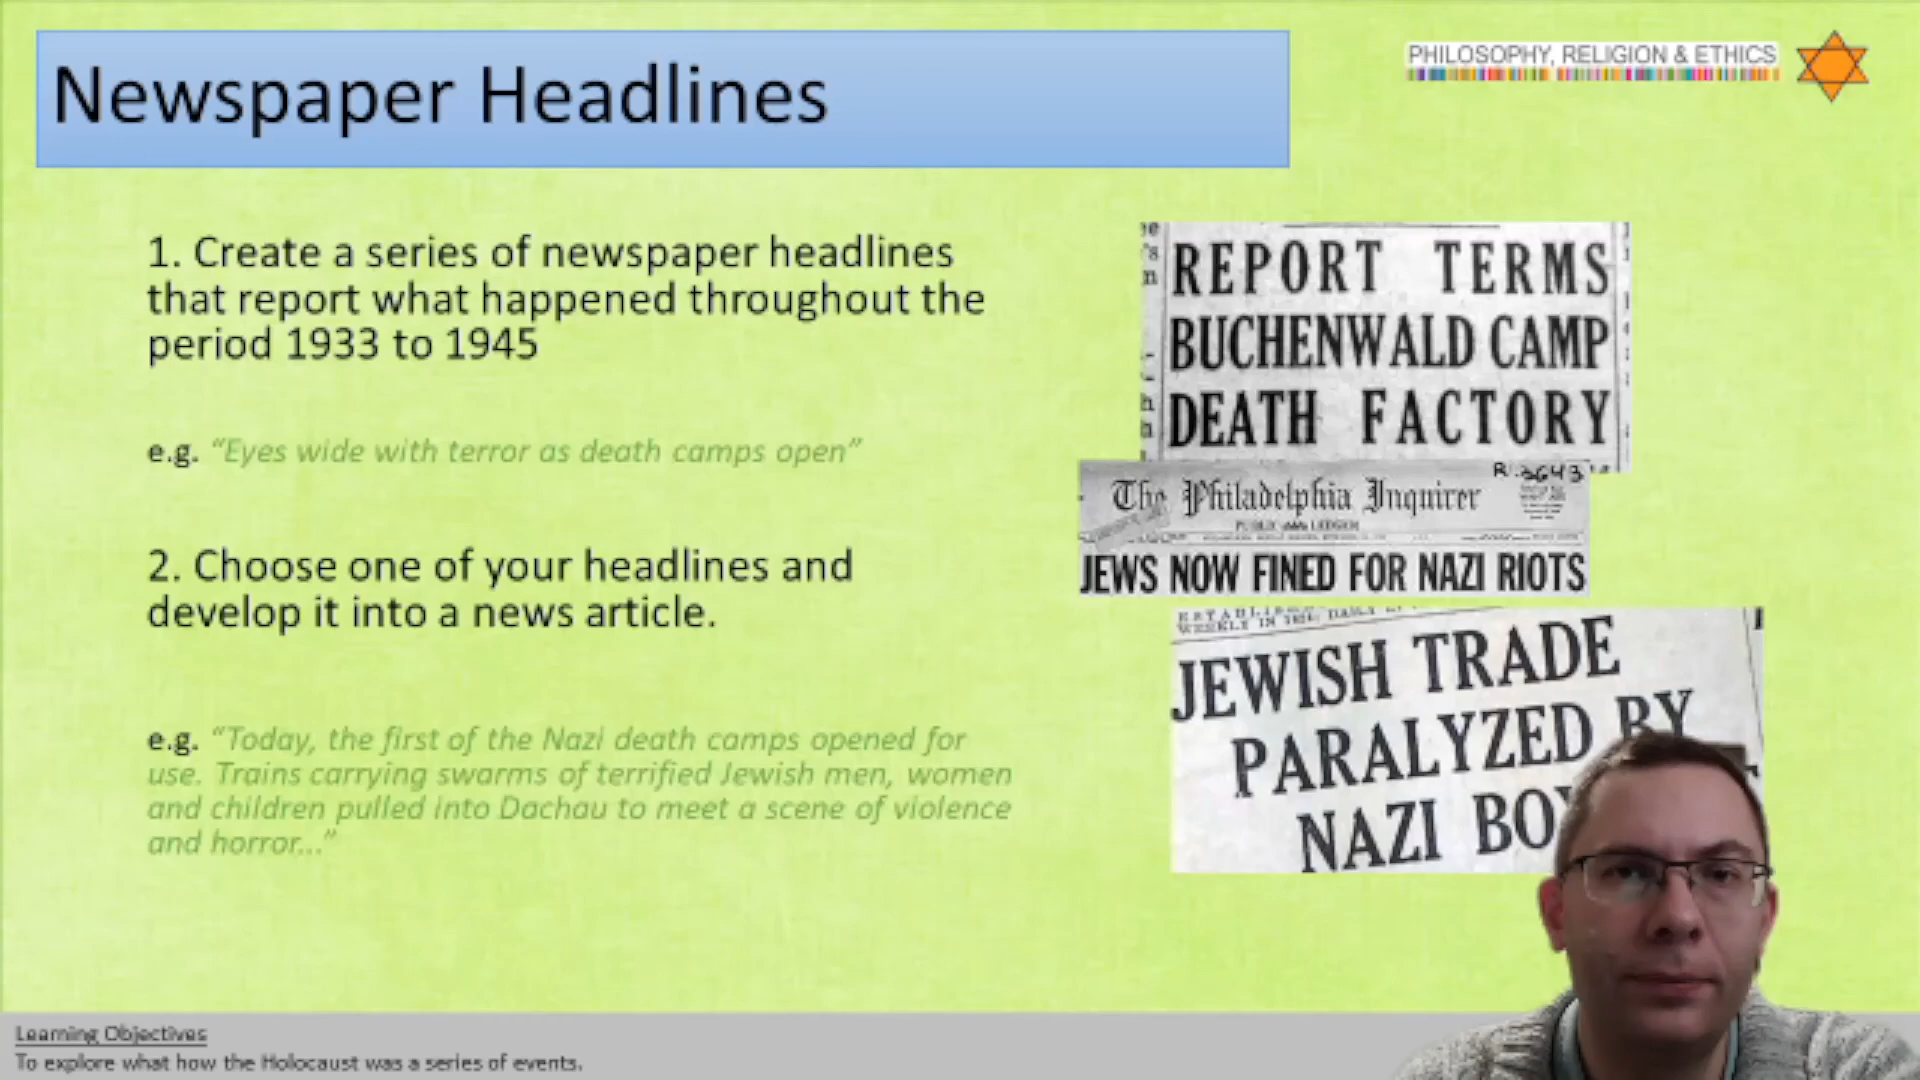 Newspaper Headlines
PHILOSOPHY, RELIGION & ETHICS
1. Create a series of newspaper headlines
that report what happened throughout the
period 1933 to 1945
e.g. “Eyes wide with terror as death camps open”
2. Choose one of your headlines and
develop it into a news article.
e.g. “Today, the first of the Nazi death camps opened for
use. Trains carrying swarms of terrified Jewish men, women
and children pulled into Dachau to meet a scene of violence
and horror...”
REPORT TERMS
BUCHENWALD CAMP
DEATH FACTORY
R.3643
The Philadelphia Inquirer
PUBLIC LEDGER
JEWS NOW FINED FOR NAZI RIOTS
JEWISH TRADE
PARALYZED BY
NAZI BO
Learning Objectives
To explore what how the Holocaust was a series of events.